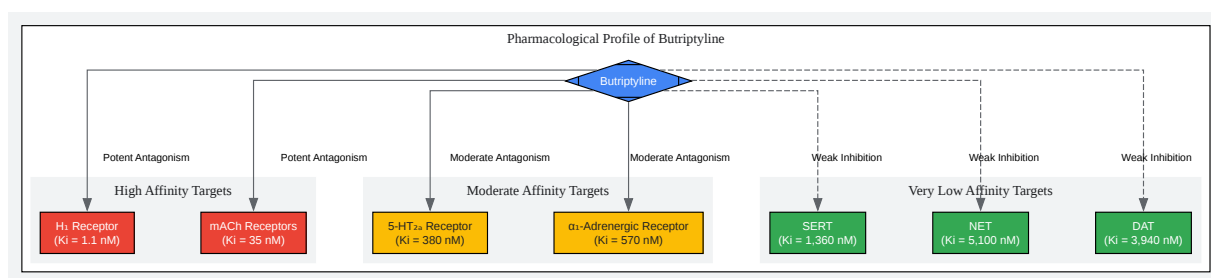 Pharmacological Profile of Butriptyline
Butriptyline
Potent Antagonism
Potent Antagonism
Moderate Antagonism
Moderate Antagonism
Weak Inhibition
Weak Inhibition
Weak Inhibition
High Affinity Targets
Moderate Affinity Targets
Very Low Affinity Targets
H₁ Receptor
(Ki = 1.1 nM)
mACh Receptors
(Ki = 35 nM)
5-HT₂ₐ Receptor
(Ki = 380 nM)
α₁-Adrenergic Receptor
(Ki = 570 nM)
SERT
(Ki = 1,360 nM)
NET
(Ki = 5,100 nM)
DAT
(Ki = 3,940 nM)